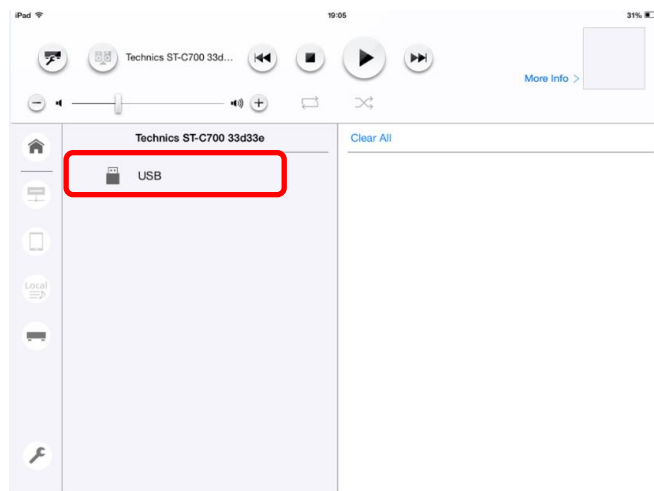 iPad 19:05 31%
Technics ST-C700 33d...
More Info >
Technics ST-C700 33d33e
Clear All
USB
Local